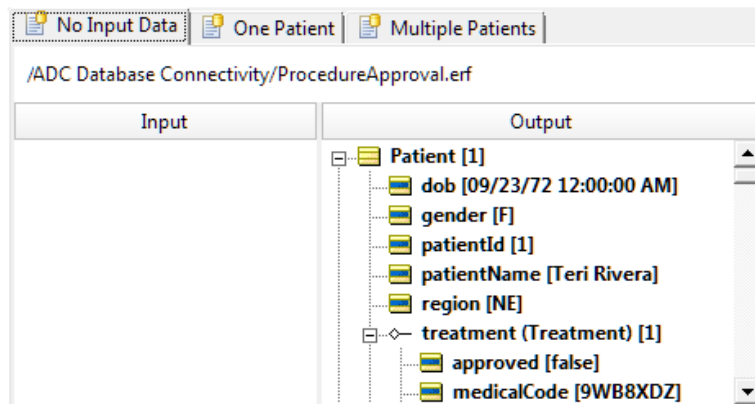 No Input Data One Patient Multiple Patients
/ADC Database Connectivity/ProcedureApproval.erf
Input Output
Patient [1]
dob [09/23/72 12:00:00 AM]
gender [F]
patientId [1]
patientName [Teri Rivera]
region [NE]
treatment (Treatment) [1]
approved [false]
medicalCode [9WB8XDZ]